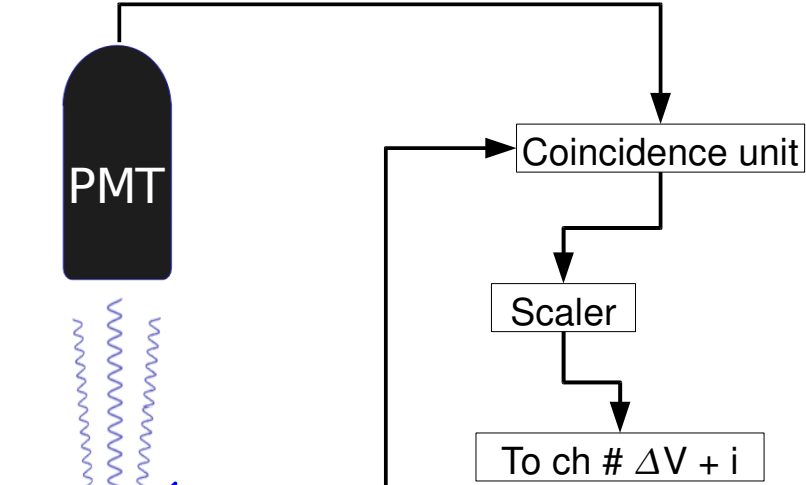 Coincidence unit
PMT
Scaler
To ch # ΔV + i